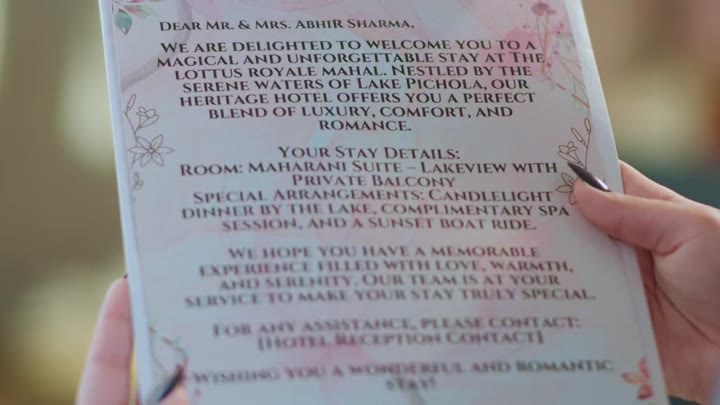 Dear Mr. & Mrs. Abhir Sharma,
We are delighted to welcome you to a
magical and unforgettable stay at The
Lottus Royale Mahal. Nestled by the
serene waters of Lake Pichola, our
heritage hotel offers you a perfect
blend of luxury, comfort, and
romance.
Your Stay Details:
Room: Maharani Suite – Lakeview with
Private Balcony
Special Arrangements: Candlelight
dinner by the lake, complimentary spa
session, and a sunset boat ride.
We hope you have a memorable
experience filled with love, warmth,
and serenity. Our team is at your
service to make your stay truly special.
For any assistance, please contact:
[Hotel Reception Contact]
Wishing you a wonderful and romantic
stay!